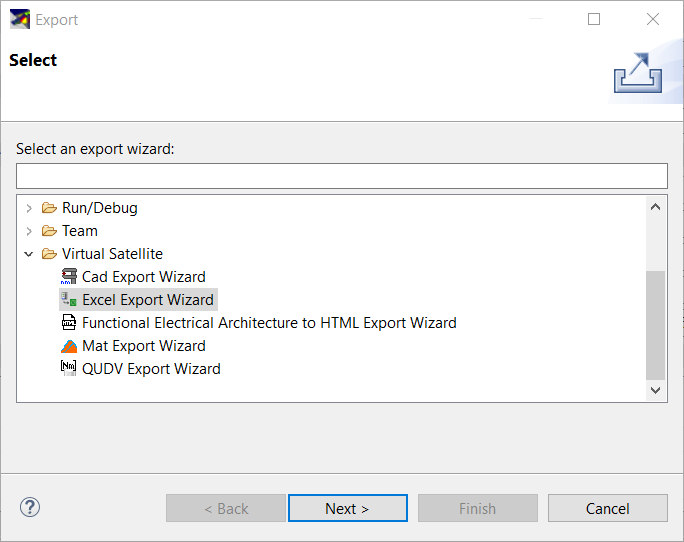 Export
Select
Select an export wizard:
Run/Debug
Team
Virtual Satellite
Cad Export Wizard
Excel Export Wizard
Functional Electrical Architecture to HTML Export Wizard
Mat Export Wizard
QUDV Export Wizard
< Back
Next >
Finish
Cancel